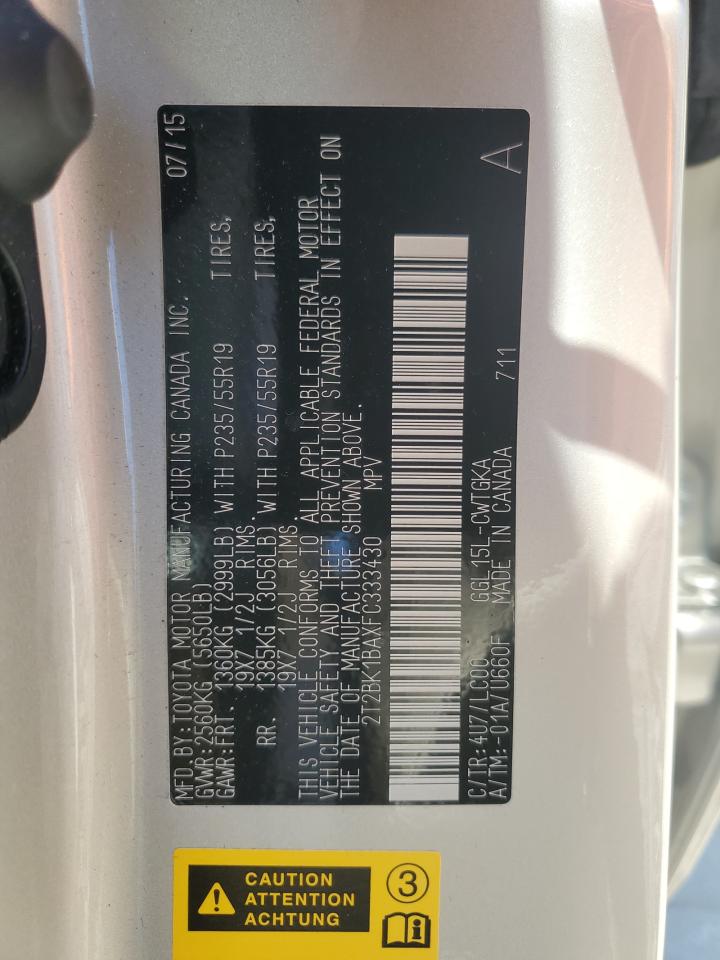 MFD.BY:TOYOTA MOTOR MANUFACTURING CANADA INC. 07/15
GVWR:2560KG (5650LB)
GAWR:FRT. 1360KG (2999LB) WITH P235/55R19 TIRES,
19X7 1/2J RIMS.
RR. 1385KG (3056LB) WITH P235/55R19 TIRES,
19X7 1/2J RIMS.
THIS VEHICLE CONFORMS TO ALL APPLICABLE FEDERAL MOTOR
VEHICLE SAFETY AND THEFT PREVENTION STANDARDS IN EFFECT ON
THE DATE OF MANUFACTURE SHOWN ABOVE.
2T2BK1BAXFC333430 MPV
C/TR:4U7/LC00 GGL15L-CWTGKA A
A/TM:-01A/U660F MADE IN CANADA 711
CAUTION
ATTENTION
ACHTUNG
3